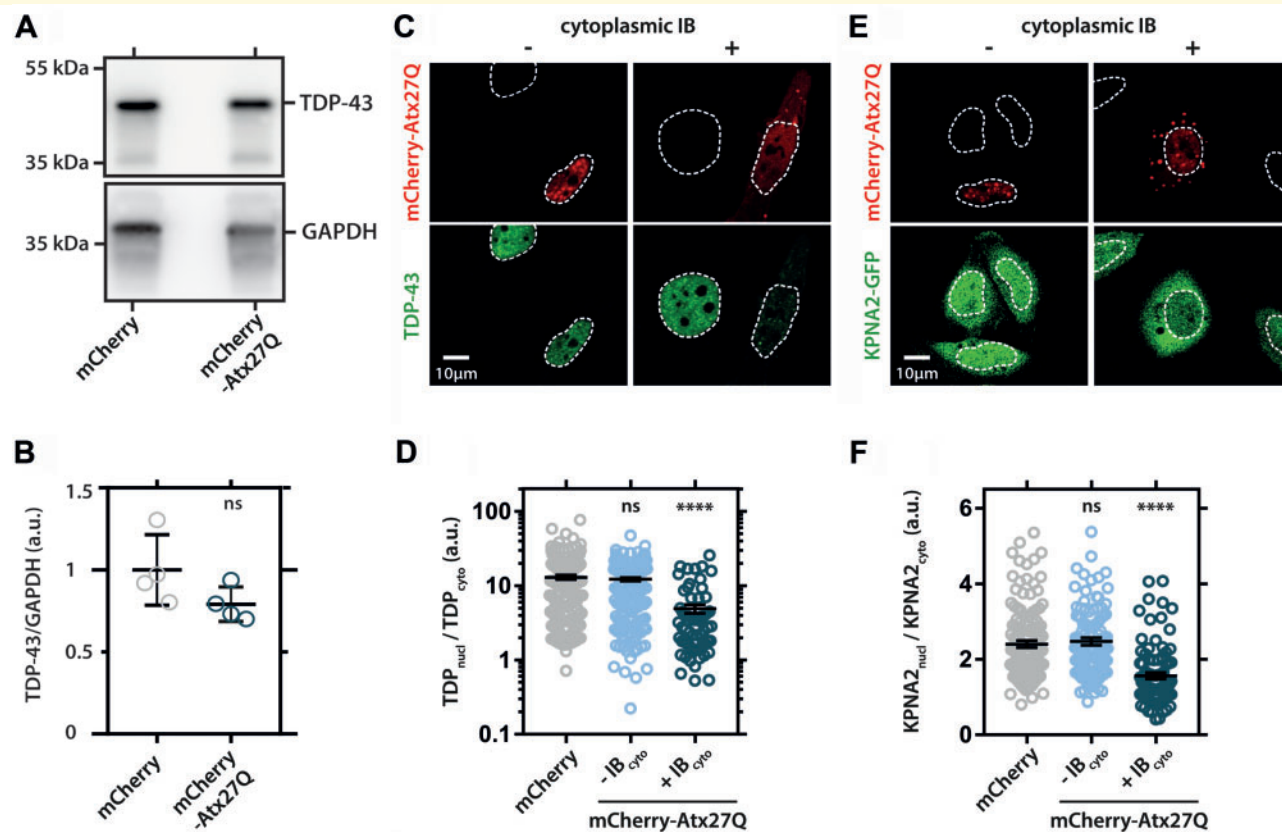 A
55 kDa
TDP-43
35 kDa
GAPDH
35 kDa
mCherry
mCherry
-Atx27Q
B
TDP-43/GAPDH (a.u.)
1.5
1
0.5
0
ns
mCherry
mCherry
-Atx27Q
C
cytoplasmic IB
- +
mCherry-Atx27Q
TDP-43
10µm
D
TDPnucl / TDPcyto (a.u.)
100
10
1
0.1
ns ****
mCherry
- IBcyto
+ IBcyto
mCherry-Atx27Q
E
cytoplasmic IB
- +
mCherry-Atx27Q
KPNA2-GFP
10µm
F
KPNA2nucl / KPNA2cyto (a.u.)
6
4
2
0
ns ****
mCherry
- IBcyto
+ IBcyto
mCherry-Atx27Q